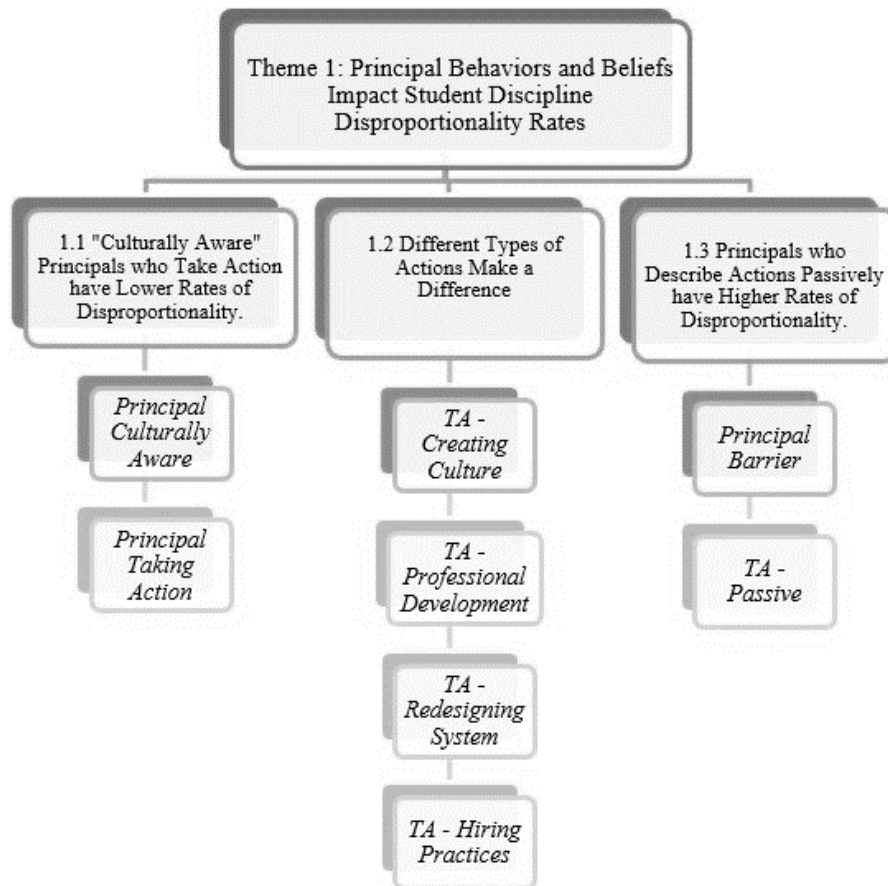 Theme 1: Principal Behaviors and Beliefs
Impact Student Discipline
Disproportionality Rates
1.1 "Culturally Aware"
Principals who Take Action
have Lower Rates of
Disproportionality.
1.2 Different Types of
Actions Make a
Difference
1.3 Principals who
Describe Actions Passively
have Higher Rates of
Disproportionality.
Principal
Culturally
Aware
Principal
Taking
Action
TA -
Creating
Culture
TA -
Professional
Development
TA -
Redesigning
System
TA - Hiring
Practices
Principal
Barrier
TA -
Passive